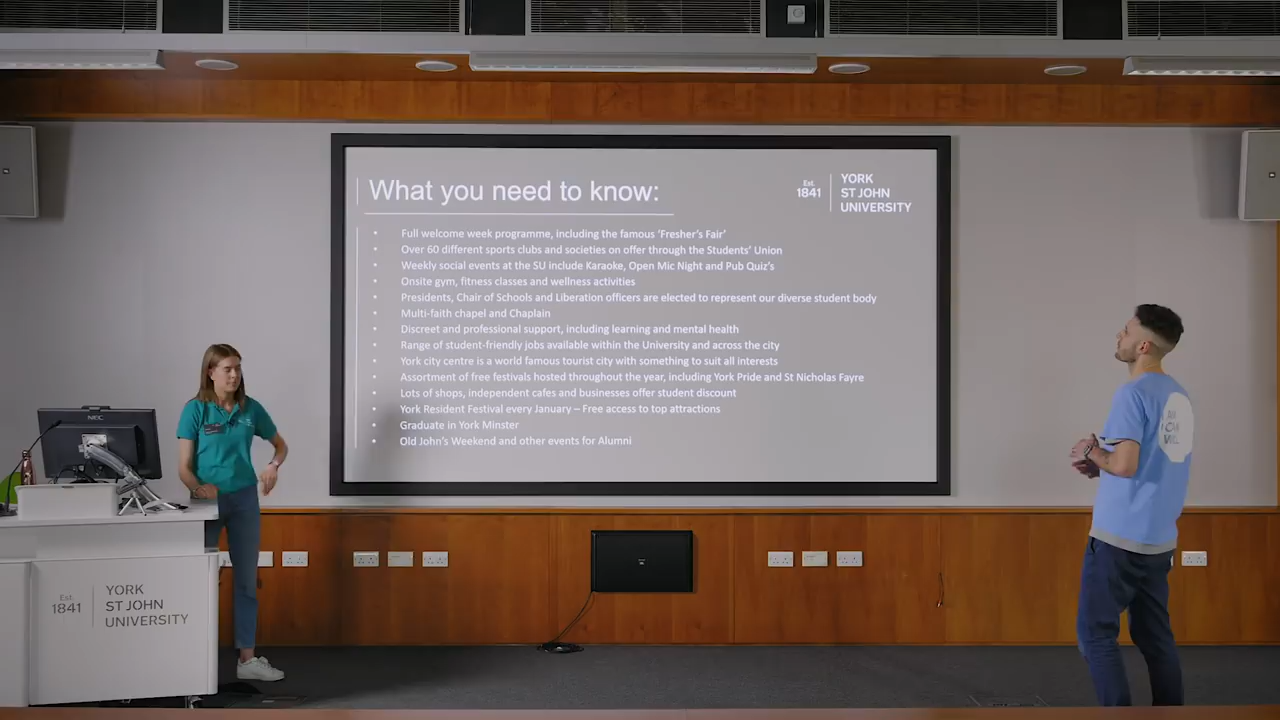 What you need to know:
Est.
1841
YORK
ST JOHN
UNIVERSITY
• Full welcome week programme, including the famous 'Fresher's Fair'
• Over 60 different sports clubs and societies on offer through the Students' Union
• Weekly social events at the SU include Karaoke, Open Mic Night and Pub Quiz's
• Onsite gym, fitness classes and wellness activities
• Presidents, Chair of Schools and Liberation officers are elected to represent our diverse student body
• Multi-faith chapel and Chaplain
• Discreet and professional support, including learning and mental health
• Range of student-friendly jobs available within the University and across the city
• York city centre is a world famous tourist city with something to suit all interests
• Assortment of free festivals hosted throughout the year, including York Pride and St Nicholas Fayre
• Lots of shops, independent cafes and businesses offer student discount
• York Resident Festival every January – Free access to top attractions
• Graduate in York Minster
• Old John's Weekend and other events for Alumni
NEC
Est.
1841
YORK
ST JOHN
UNIVERSITY